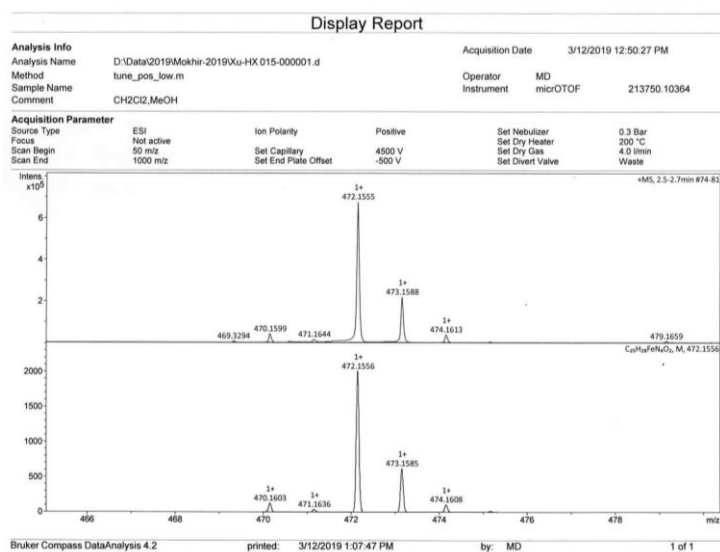 Display Report
Analysis Info
Acquisition Date 3/12/2019 12:50:27 PM
Analysis Name D:\Data\2019\Mokhir-2019\Xu-HX 015-000001.d
Method tune_pos_low.m Operator MD
Sample Name Instrument micrOTOF 213750.10364
Comment CH2Cl2,MeOH
Acquisition Parameter
Source Type ESI Ion Polarity Positive Set Nebulizer 0.3 Bar
Focus Not active Set Dry Heater 200 °C
Scan Begin 50 m/z Set Capillary 4500 V Set Dry Gas 4.0 l/min
Scan End 1000 m/z Set End Plate Offset -500 V Set Divert Valve Waste
Intens.
x10⁵
+MS, 2.5-2.7min #74-81
1+
472.1555
6
4
1+
473.1588
2
469.3294
1+
470.1599
471.1644
1+
474.1613
479.1659
C₂₅H₂₈FeN₄O₂, M, 472.1556
1+
472.1556
2000
1500
1000
1+
473.1585
500
1+
470.1603
1+
471.1636
1+
474.1608
0
466 468 470 472 474 476 478 m/z
Bruker Compass DataAnalysis 4.2 printed: 3/12/2019 1:07:47 PM by: MD 1 of 1